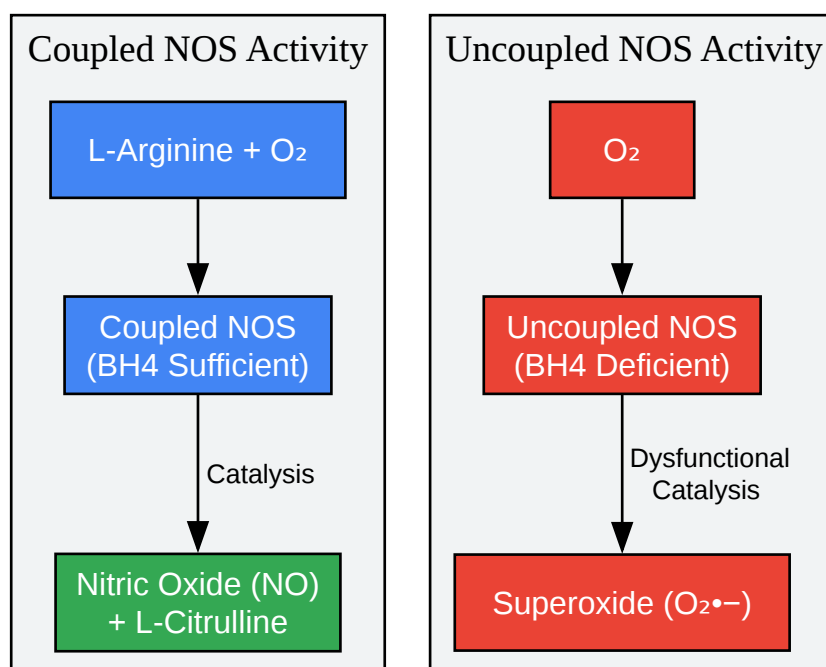 Coupled NOS Activity
L-Arginine + O₂
Coupled NOS
(BH4 Sufficient)
Catalysis
Nitric Oxide (NO)
+ L-Citrulline
Uncoupled NOS Activity
O₂
Uncoupled NOS
(BH4 Deficient)
Dysfunctional
Catalysis
Superoxide (O₂•−)